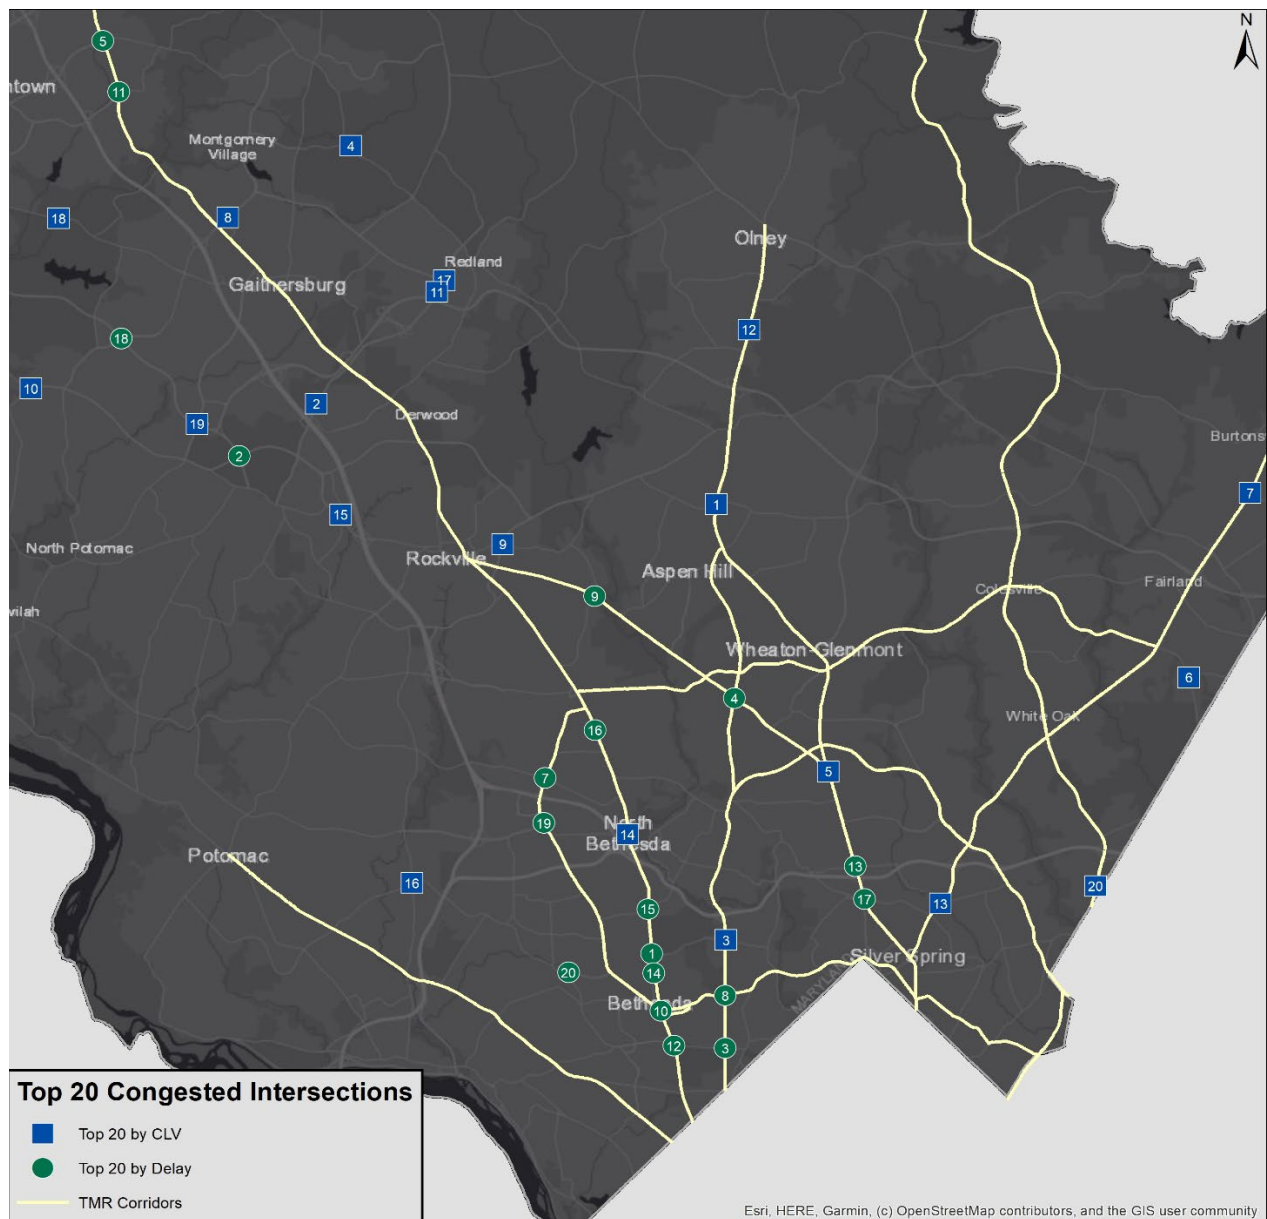 N
5
ntown
11
Montgomery
Village
4
18
8
Olney
Redland
17
11
Gaithersburg
12
18
10
2
Derwood
19
Burtons
2
7
1
15
9
North Potomac
Rockville
Aspen Hill
Fairland
Colesville
9
wilah
Wheaton-Glenmont
6
4
White Oak
16
5
7
19
North
14
Bethesda
Potomac
13
16
20
17
13
15
3
1
Silver Spring
20
14
MARYLAND
8
Bethesda
10
12
3
Top 20 Congested Intersections
Top 20 by CLV
Top 20 by Delay
TMR Corridors
Esri, HERE, Garmin, (c) OpenStreetMap contributors, and the GIS user community